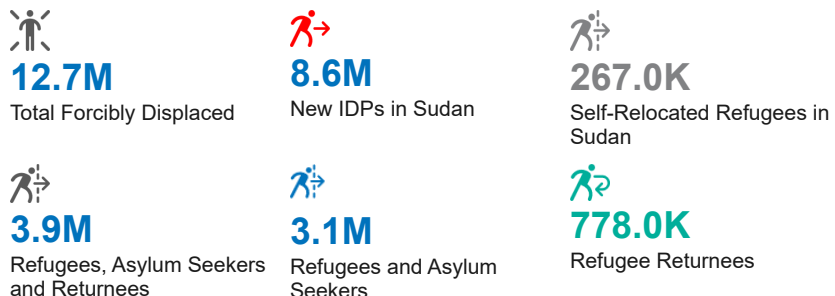 12.7M
Total Forcibly Displaced
8.6M
New IDPs in Sudan
267.0K
Self-Relocated Refugees in
Sudan
3.9M
Refugees, Asylum Seekers
and Returnees
3.1M
Refugees and Asylum
Seekers
778.0K
Refugee Returnees